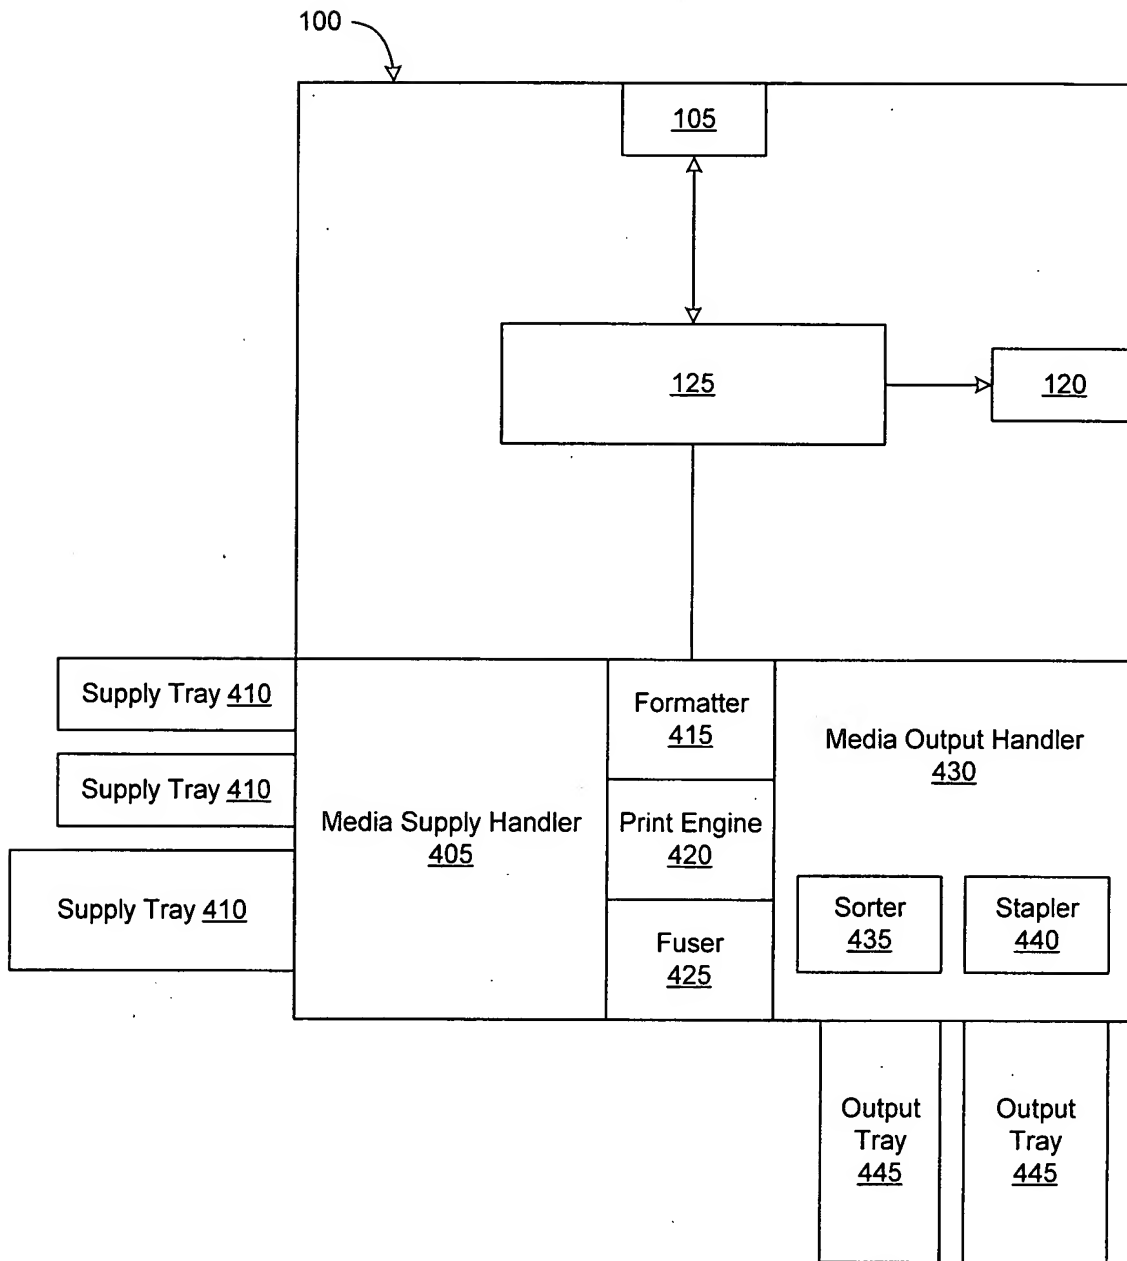 100
105
125
120
Supply Tray 410
Supply Tray 410
Supply Tray 410
Media Supply Handler
405
Formatter
415
Print Engine
420
Fuser
425
Media Output Handler
430
Sorter
435
Stapler
440
Output
Tray
445
Output
Tray
445